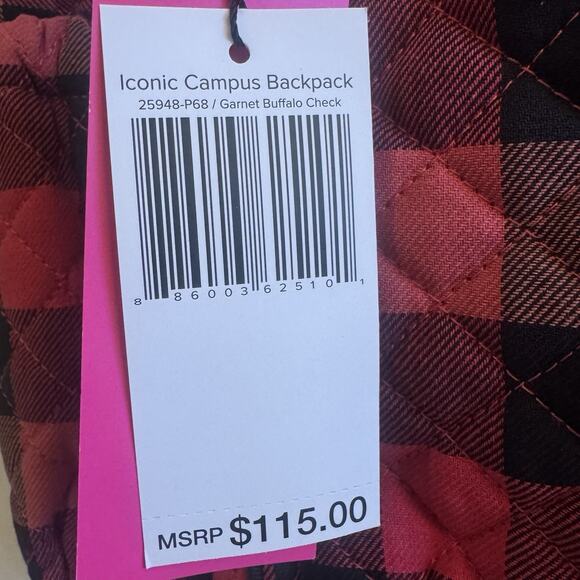 Iconic Campus Backpack
25948-P68 / Garnet Buffalo Check
8 86003 62510 1
MSRP $115.00